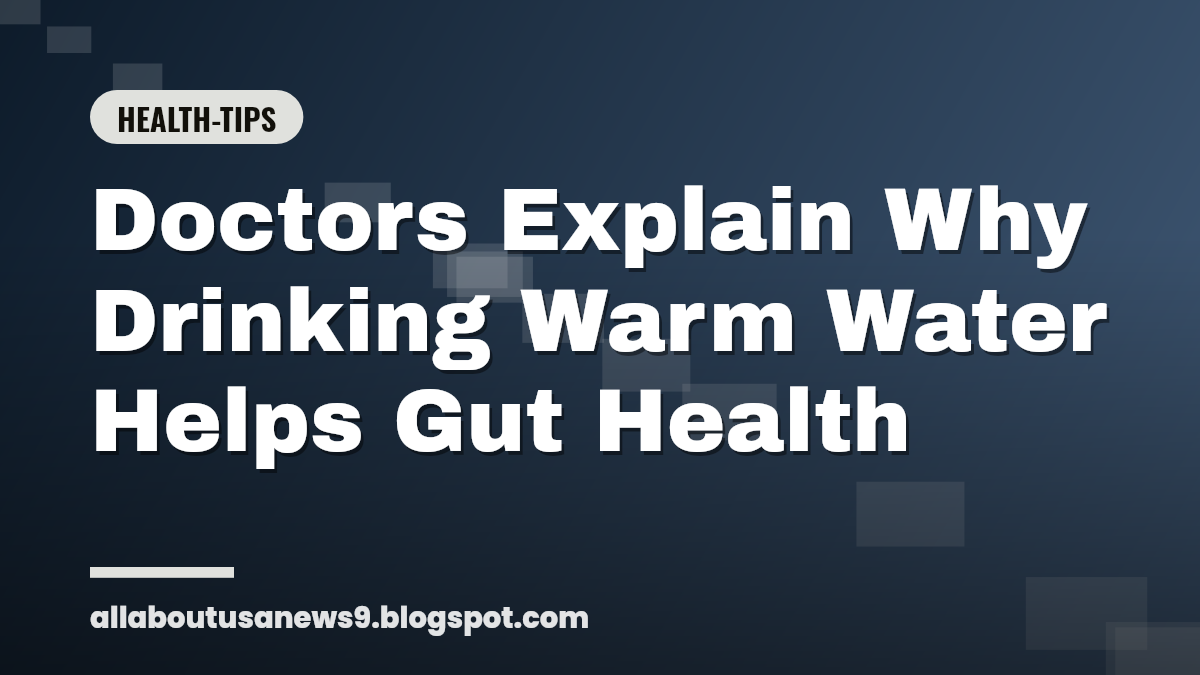 HEALTH-TIPS
Doctors Explain Why
Drinking Warm Water
Helps Gut Health
allaboutusanews9.blogspot.com